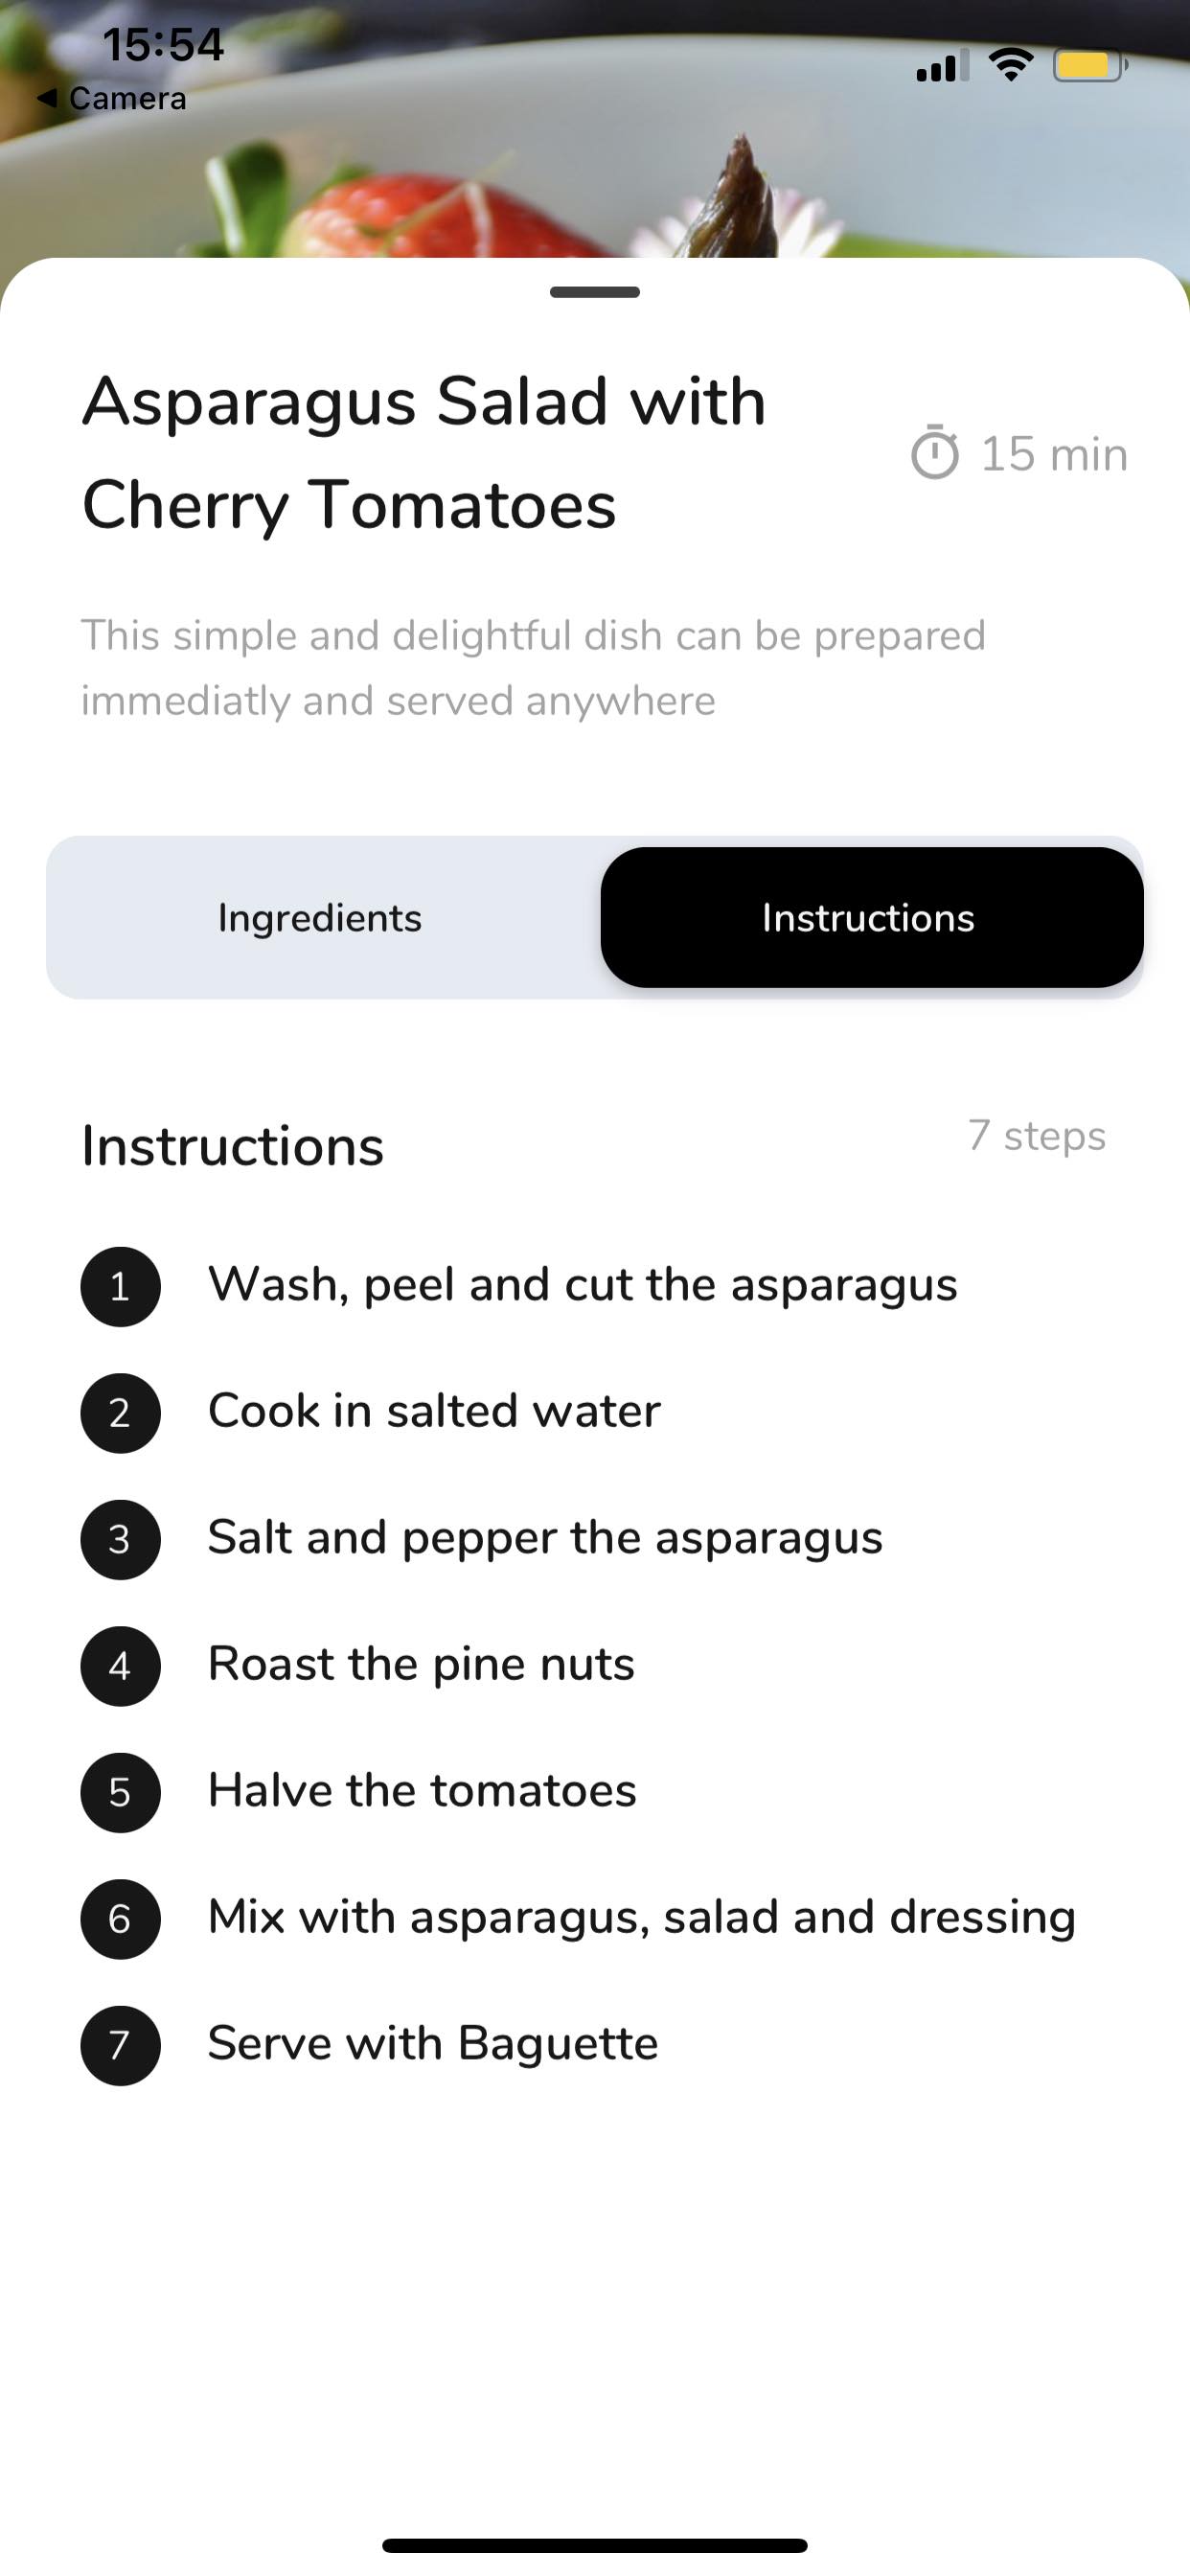 15:54
◀ Camera
Asparagus Salad with
Cherry Tomatoes
15 min
This simple and delightful dish can be prepared
immediatly and served anywhere
Ingredients
Instructions
Instructions
7 steps
1 Wash, peel and cut the asparagus
2 Cook in salted water
3 Salt and pepper the asparagus
4 Roast the pine nuts
5 Halve the tomatoes
6 Mix with asparagus, salad and dressing
7 Serve with Baguette